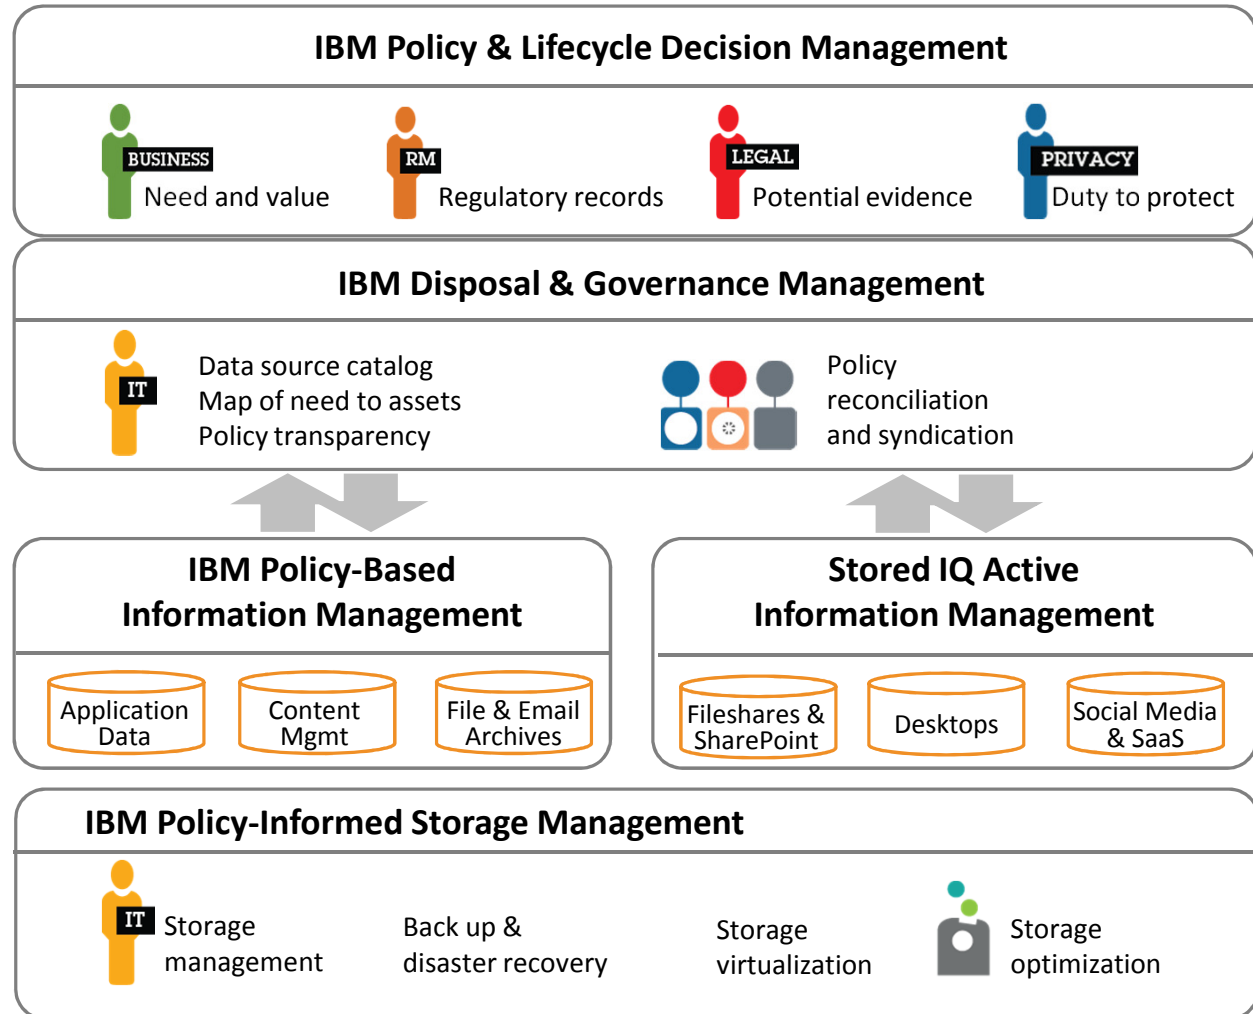 IBM Policy & Lifecycle Decision Management
BUSINESS
Need and value
RM
Regulatory records
LEGAL
Potential evidence
PRIVACY
Duty to protect
IBM Disposal & Governance Management
IT
Data source catalog
Map of need to assets
Policy transparency
Policy
reconciliation
and syndication
IBM Policy-Based
Information Management
Application
Data
Content
Mgmt
File & Email
Archives
Stored IQ Active
Information Management
Fileshares &
SharePoint
Desktops
Social Media
& SaaS
IBM Policy-Informed Storage Management
IT
Storage
management
Back up &
disaster recovery
Storage
virtualization
Storage
optimization